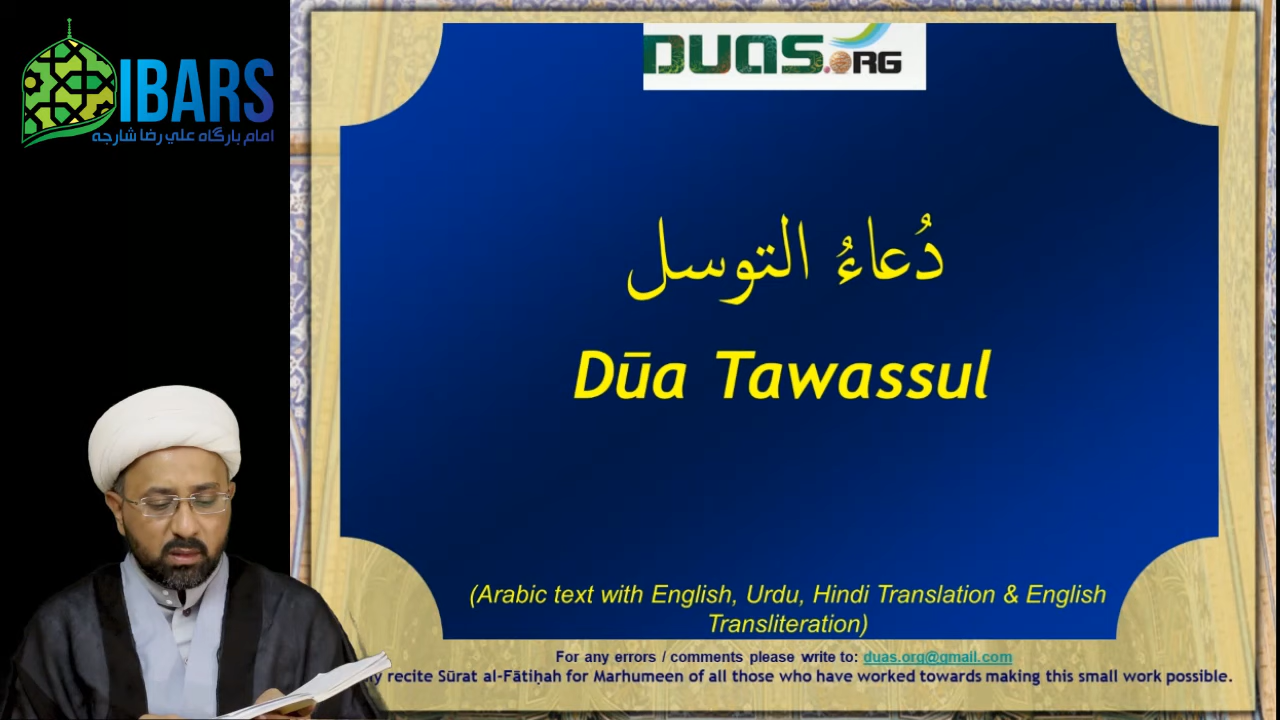 IBARS
امام بارگاه علي رضا شارجه
DUAS.ORG
دُعاءُ التوسل
Dūa Tawassul
(Arabic text with English, Urdu, Hindi Translation & English
Transliteration)
For any errors / comments please write to: duas.org@gmail.com
recite Sūrat al-Fātiḥah for Marhumeen of all those who have worked towards making this small work possible.